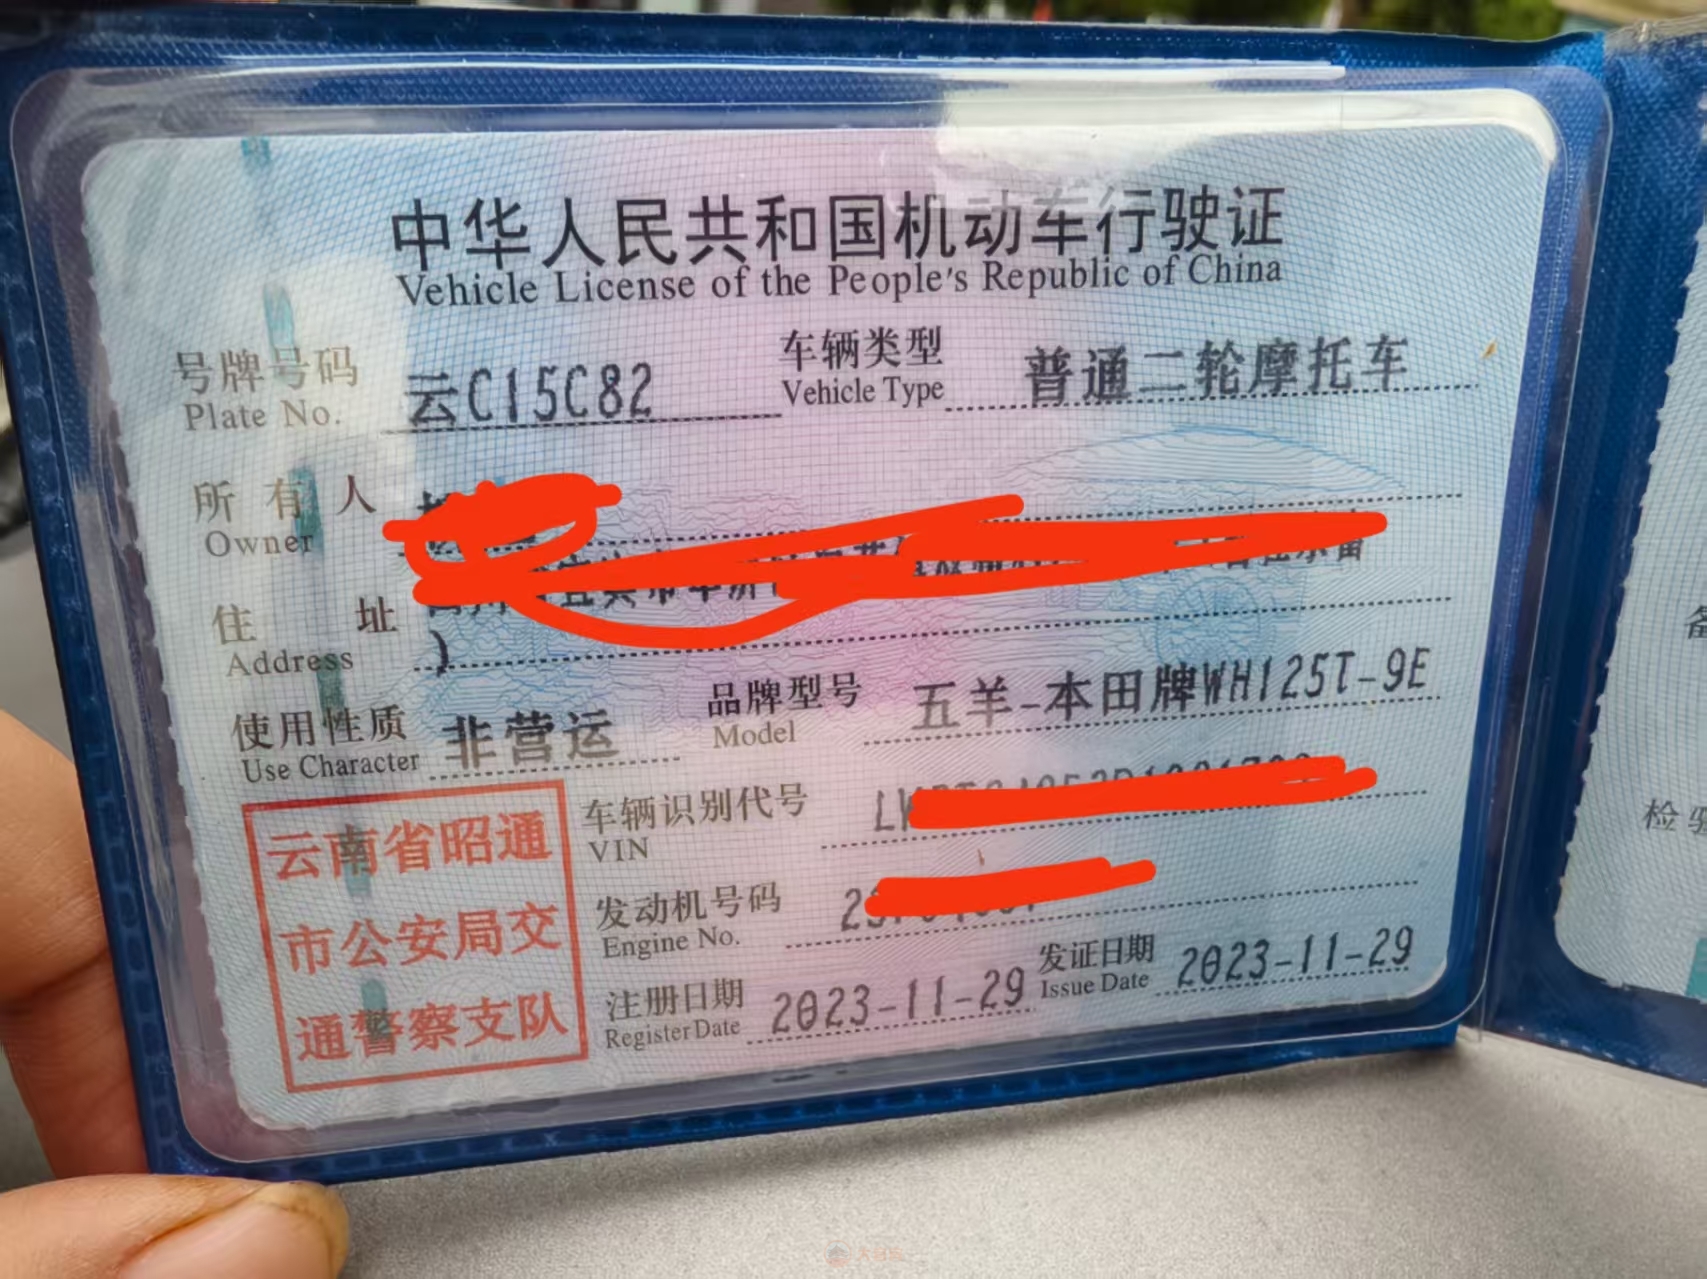 中华人民共和国机动车行驶证
Vehicle License of the People's Republic of China
号牌号码 云C15C82 车辆类型 普通二轮摩托车
Plate No. Vehicle Type
所有人
Owner
住址
Address )
使用性质 非营运 品牌型号 五羊-本田牌WH125T-9E
Use Character Model
云南省昭通
市公安局交
通警察支队
车辆识别代号
VIN
发动机号码
Engine No.
注册日期 2023-11-29 发证日期 2023-11-29
Register Date Issue Date
检